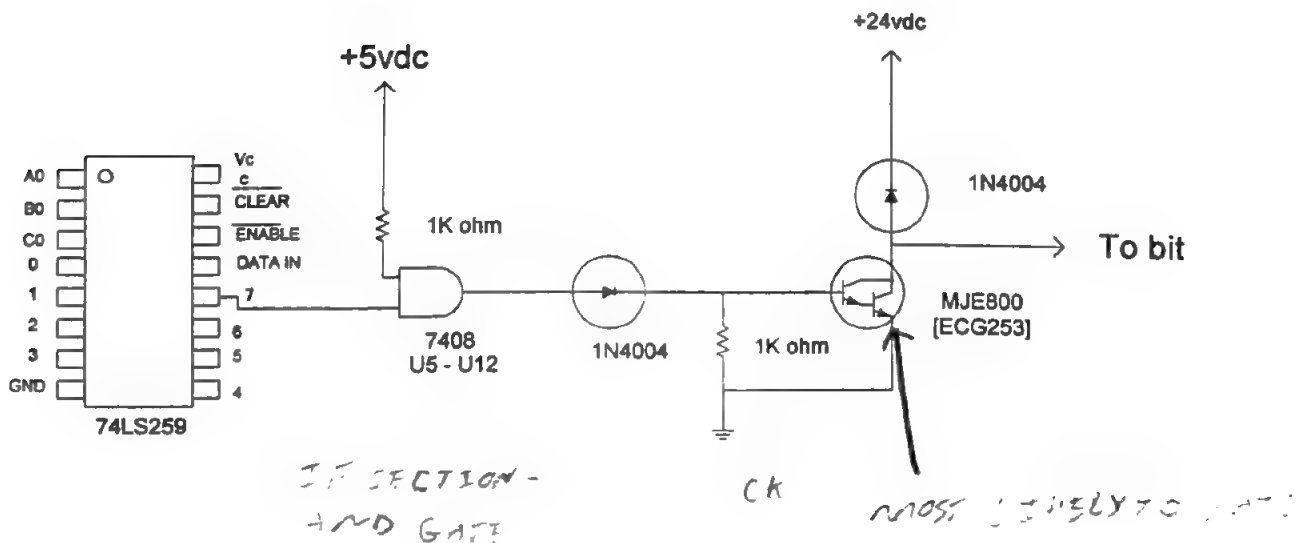 +5vdc
+24vdc
A0
B0
C0
0
1
2
3
GND
Vc
c
CLEAR
ENABLE
DATA IN
7
6
5
4
74LS259
1K ohm
7408
U5 - U12
1N4004
1K ohm
1N4004
To bit
MJE800
[ECG253]
SECTION -
AND GATE
CK
MOST LIKELY TO